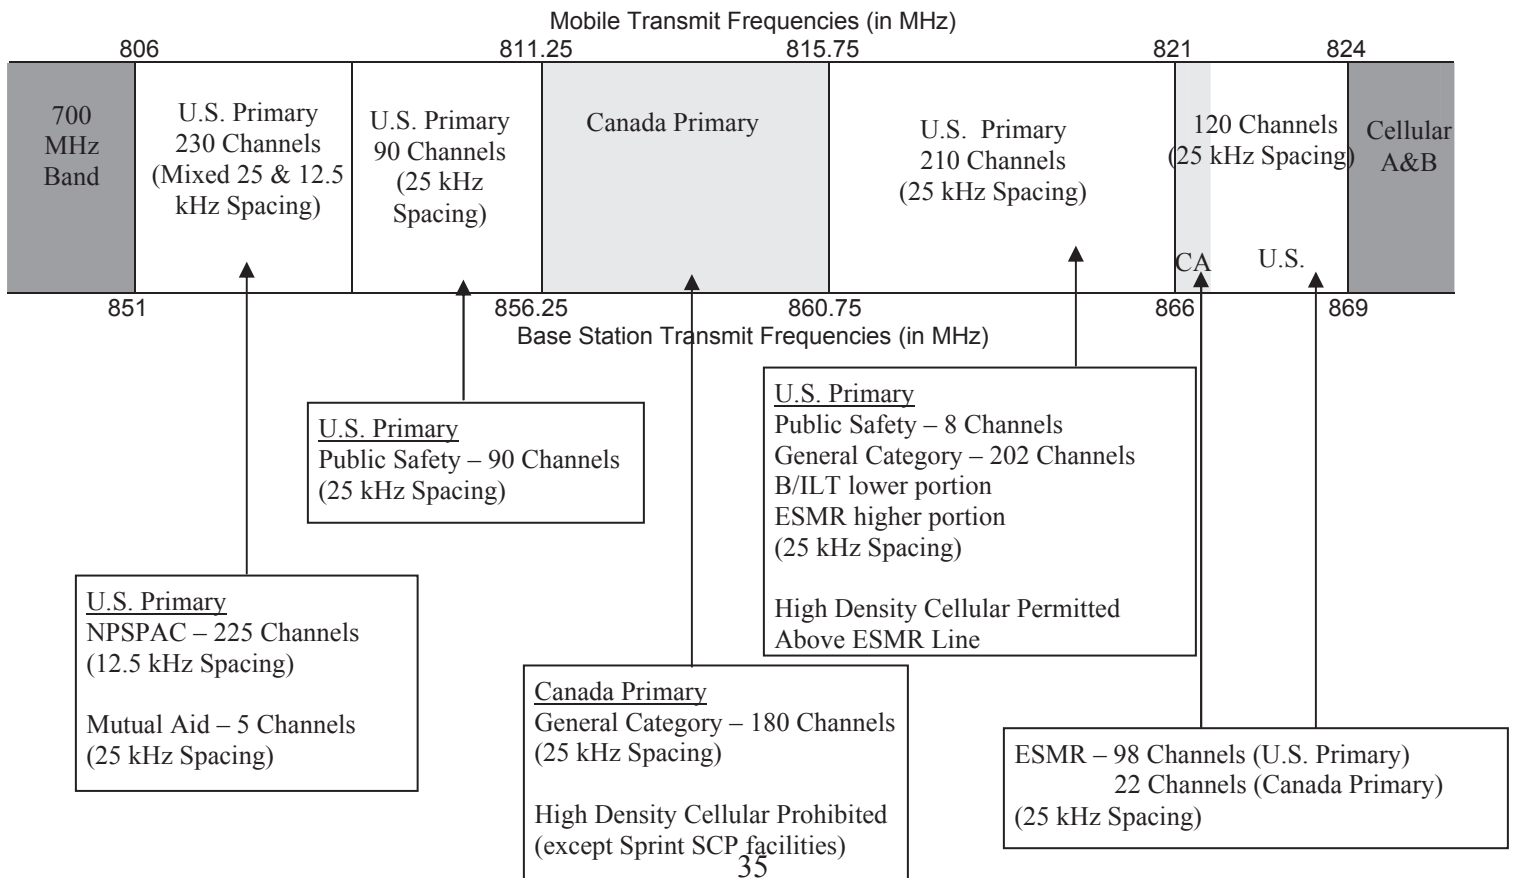 Mobile Transmit Frequencies (in MHz)
806 811.25 815.75 821 824
700
MHz
Band
U.S. Primary
230 Channels
(Mixed 25 & 12.5
kHz Spacing)
U.S. Primary
90 Channels
(25 kHz
Spacing)
Canada Primary
U.S. Primary
210 Channels
(25 kHz Spacing)
120 Channels
(25 kHz Spacing)
CA U.S.
Cellular
A&B
851 856.25 860.75 866 869
Base Station Transmit Frequencies (in MHz)
U.S. Primary
Public Safety – 90 Channels
(25 kHz Spacing)
U.S. Primary
Public Safety – 8 Channels
General Category – 202 Channels
B/ILT lower portion
ESMR higher portion
(25 kHz Spacing)
High Density Cellular Permitted
Above ESMR Line
U.S. Primary
NPSPAC – 225 Channels
(12.5 kHz Spacing)
Mutual Aid – 5 Channels
(25 kHz Spacing)
Canada Primary
General Category – 180 Channels
(25 kHz Spacing)
High Density Cellular Prohibited
(except Sprint SCP facilities)
ESMR – 98 Channels (U.S. Primary)
22 Channels (Canada Primary)
(25 kHz Spacing)
35